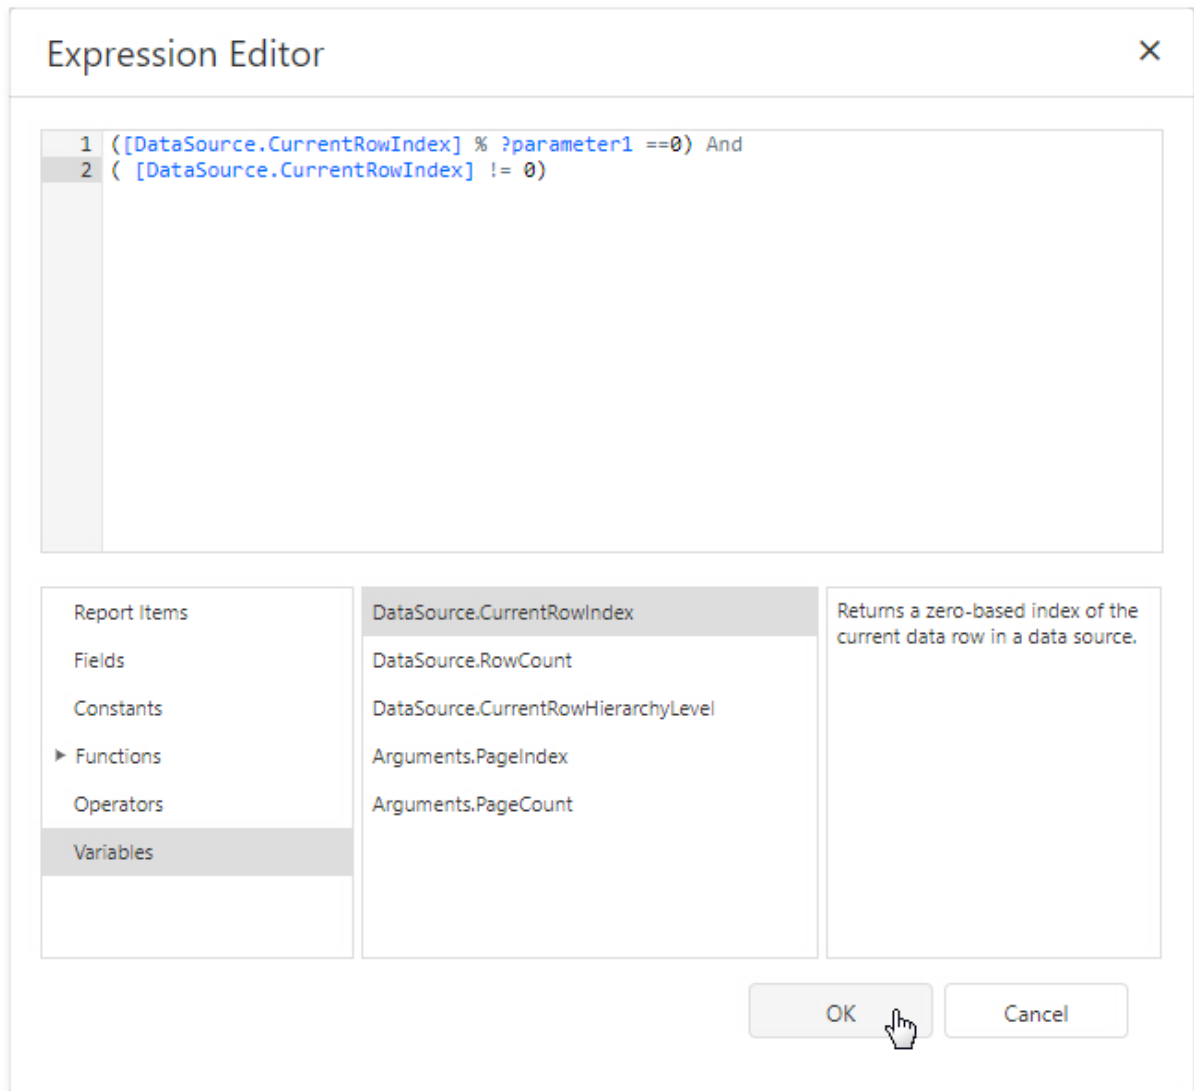 Expression Editor
1 ([DataSource.CurrentRowIndex] % ?parameter1 ==0) And
2 ( [DataSource.CurrentRowIndex] != 0)
Report Items
Fields
Constants
Functions
Operators
Variables
DataSource.CurrentRowIndex
DataSource.RowCount
DataSource.CurrentRowHierarchyLevel
Arguments.PageIndex
Arguments.PageCount
Returns a zero-based index of the
current data row in a data source.
OK
Cancel